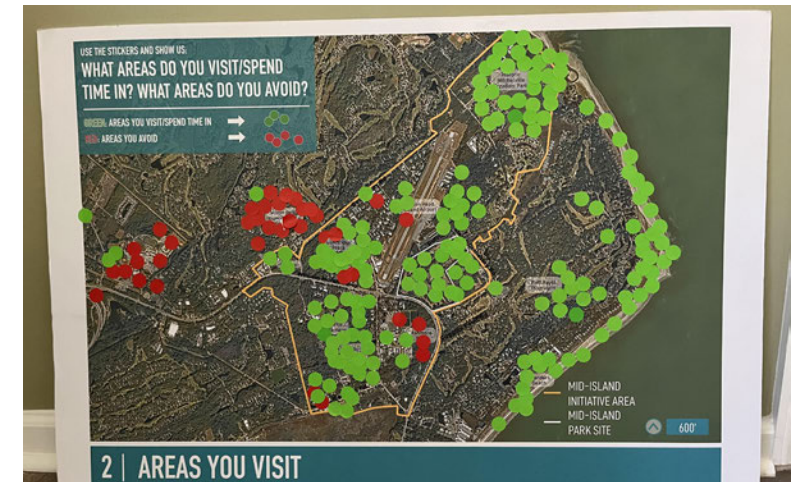 USE THE STICKERS AND SHOW US:
WHAT AREAS DO YOU VISIT/SPEND
TIME IN? WHAT AREAS DO YOU AVOID?
GREEN: AREAS YOU VISIT/SPEND TIME IN
RED: AREAS YOU AVOID
MID-ISLAND
INITIATIVE AREA
MID-ISLAND
PARK SITE
600'
2 | AREAS YOU VISIT